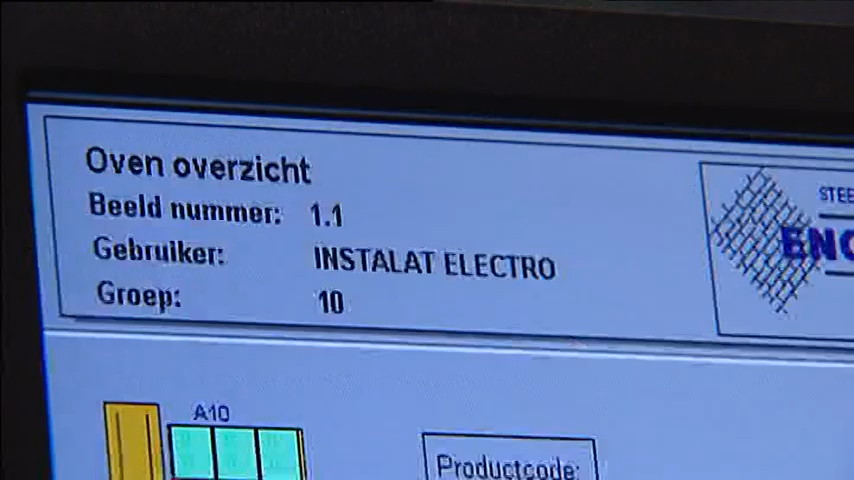 Oven overzicht
Beeld nummer: 1.1
Gebruiker: INSTALAT ELECTRO
Groep: 10
A10
Productcode: